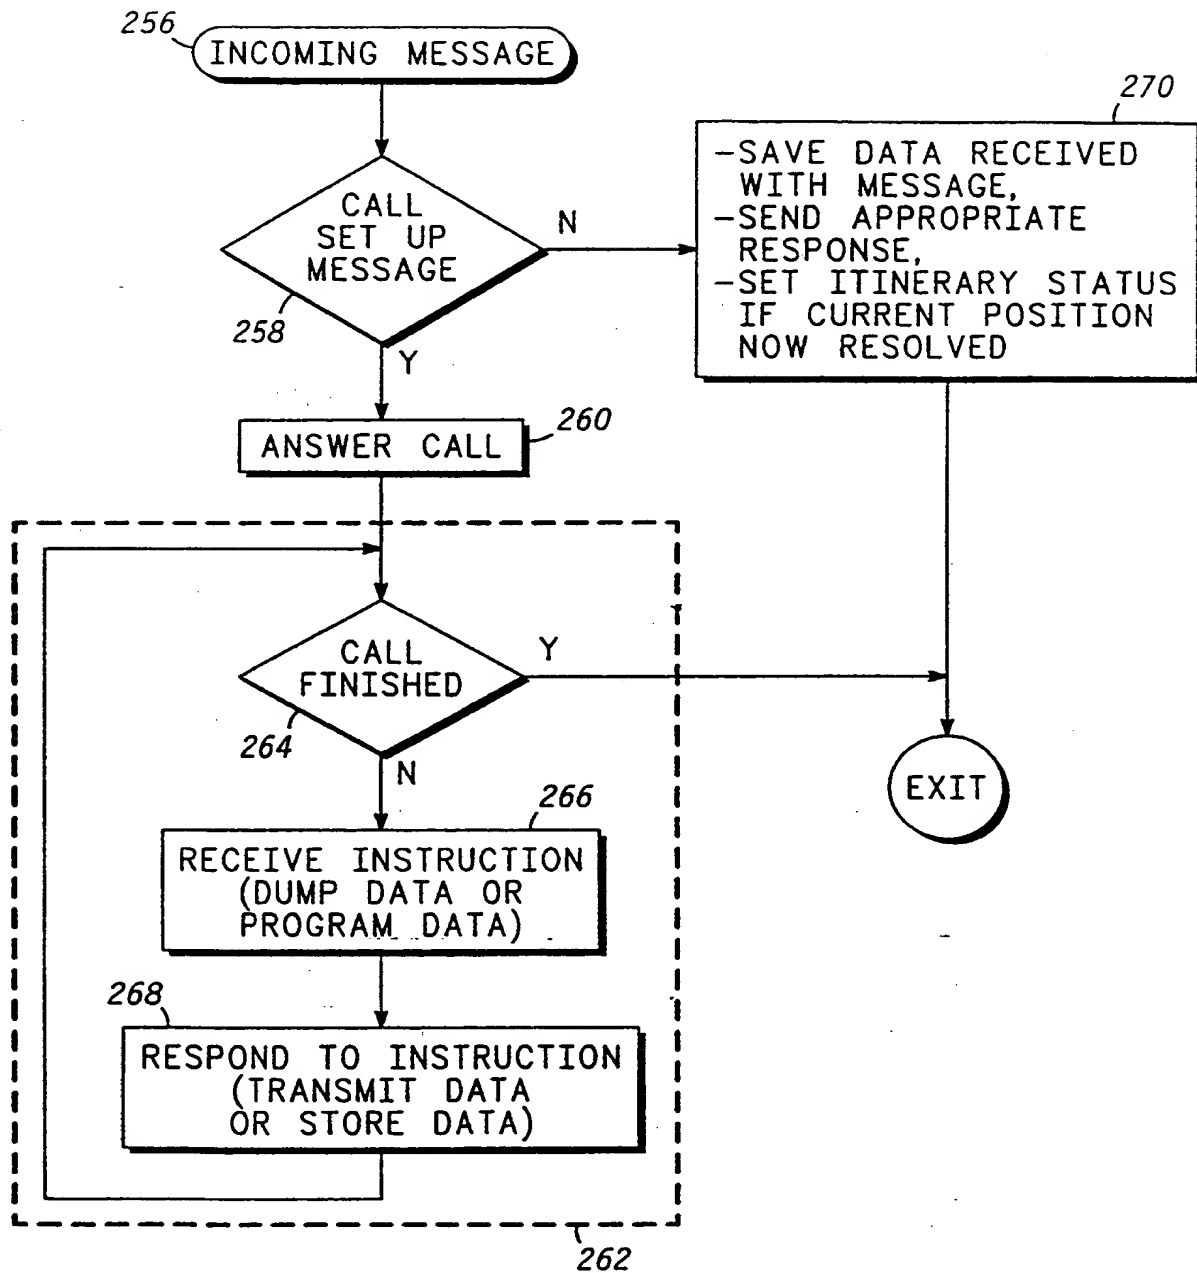 256
INCOMING MESSAGE
270
-SAVE DATA RECEIVED
WITH MESSAGE,
-SEND APPROPRIATE
RESPONSE,
-SET ITINERARY STATUS
IF CURRENT POSITION
NOW RESOLVED
CALL
SET UP
MESSAGE
N
258
Y
260
ANSWER CALL
CALL
FINISHED
Y
264
N
EXIT
266
RECEIVE INSTRUCTION
(DUMP DATA OR
PROGRAM DATA)
268
RESPOND TO INSTRUCTION
(TRANSMIT DATA
OR STORE DATA)
262